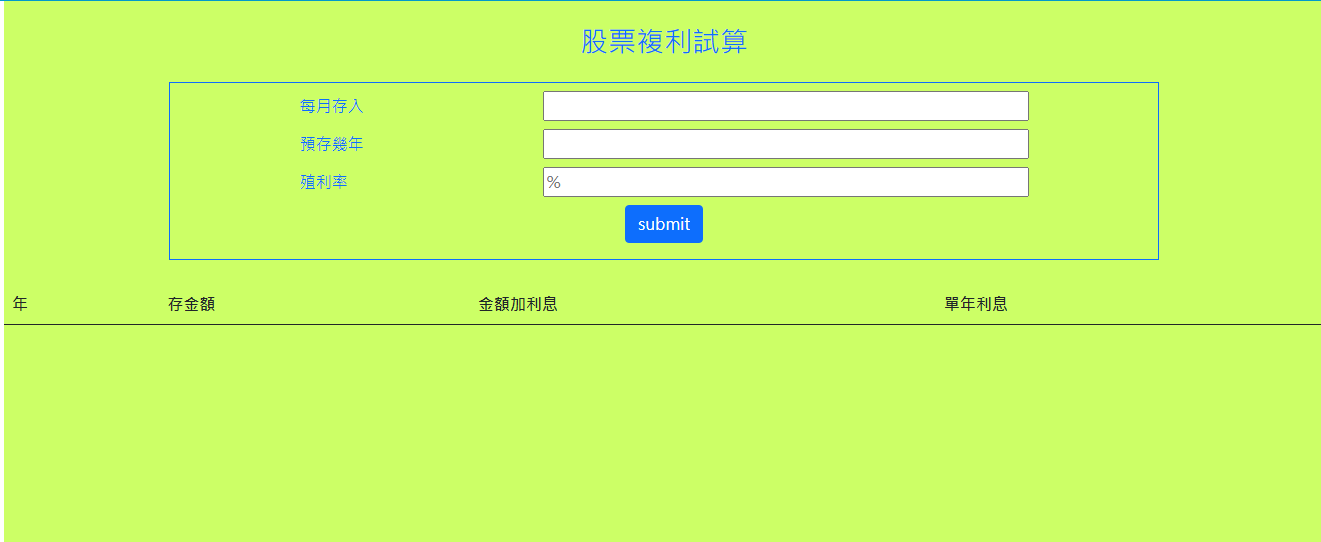 股票複利試算
每月存入
預存幾年
殖利率 %
submit
年 存金額 金額加利息 單年利息